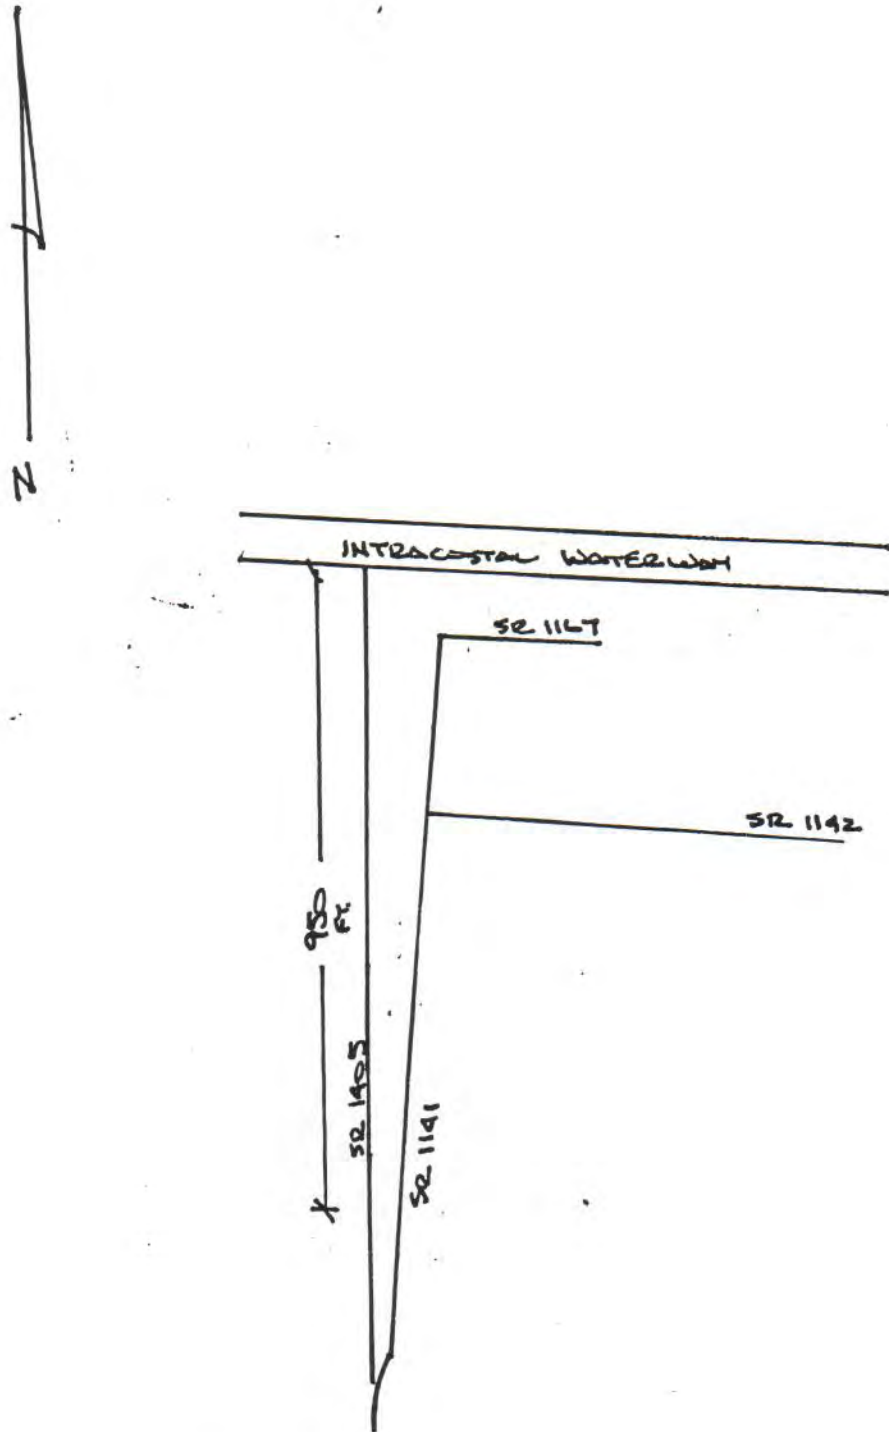 N
INTRACOSTAL WATERWAY
SR 1167
SR 1142
950
FT.
SR 1405
SR 1141